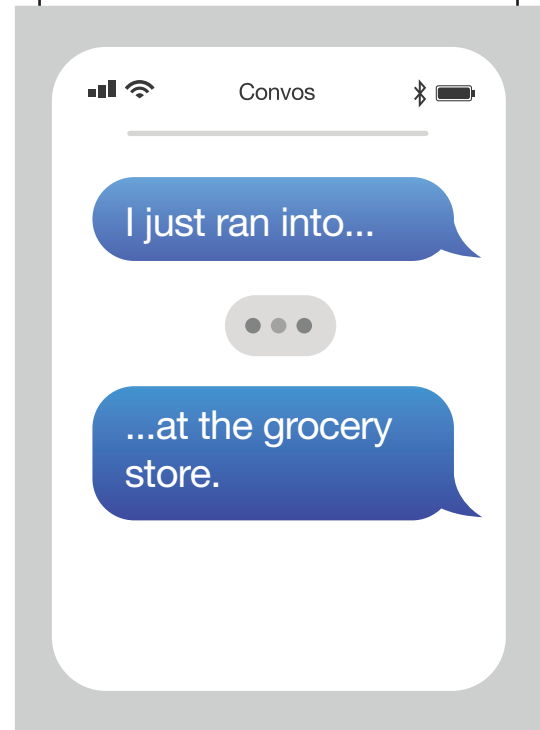 Convos
I just ran into...
...at the grocery
store.